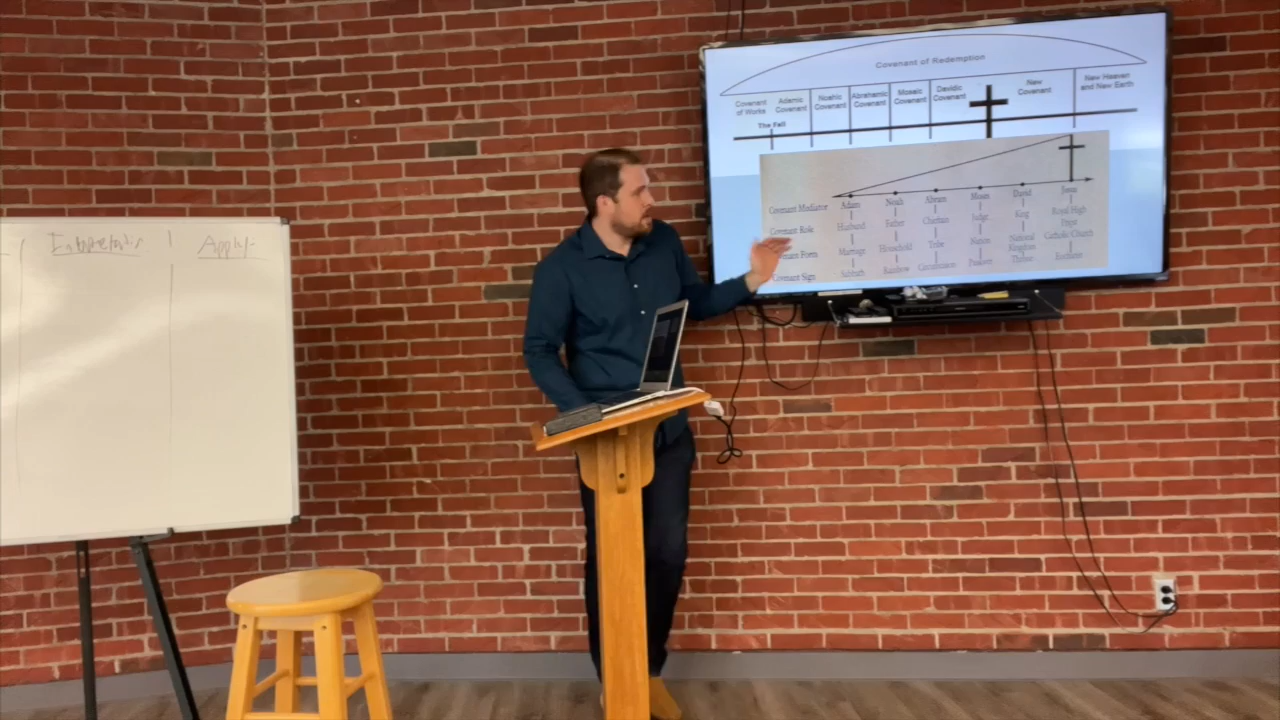 Apply
Covenant of Redemption
Covenant of Works
Adamic Covenant
Noahic Covenant
Abrahamic Covenant
Mosaic Covenant
Davidic Covenant
New Covenant
New Heaven and New Earth
The Fall
Covenant Mediator Adam Noah Abram Moses David Jesus
Covenant Role Husband Father Chieftain Judge King Royal High Priest
Covenant Form Marriage Household Tribe Nation National Kingdom Catholic Church
Covenant Sign Sabbath Rainbow Circumcision Passover Throne Eucharist